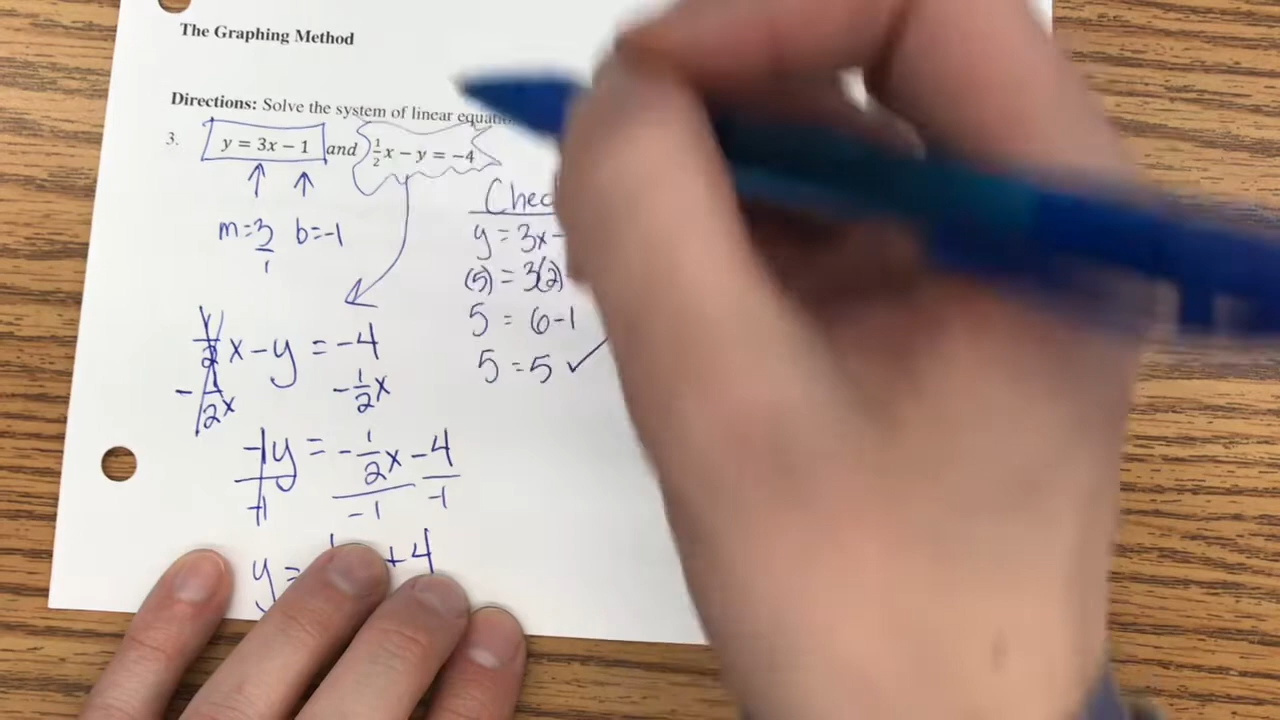 The Graphing Method
Directions: Solve the system of linear
3. y = 3x − 1 and ½x − y = −4
m=3/1 b=-1
Chec
y = 3x-
(5) = 3(2)
5 = 6-1
5 = 5 ✓
1/2 x - y = -4
- 1/2 x - 1/2 x
-1y = - 1/2 x - 4
-1 -1 -1
y = + 4